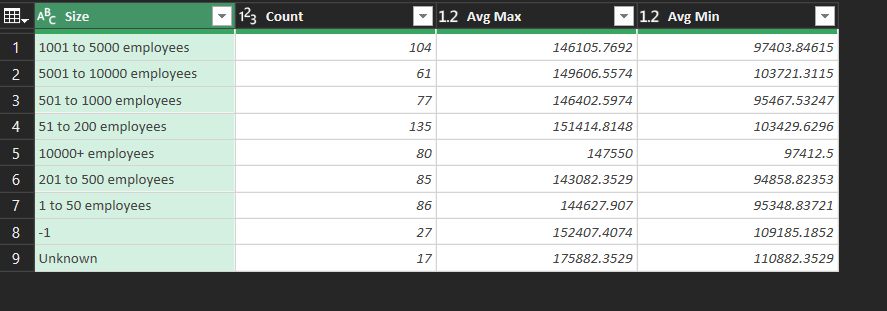 ABC Size 123 Count 1.2 Avg Max 1.2 Avg Min
1 1001 to 5000 employees 104 146105.7692 97403.84615
2 5001 to 10000 employees 61 149606.5574 103721.3115
3 501 to 1000 employees 77 146402.5974 95467.53247
4 51 to 200 employees 135 151414.8148 103429.6296
5 10000+ employees 80 147550 97412.5
6 201 to 500 employees 85 143082.3529 94858.82353
7 1 to 50 employees 86 144627.907 95348.83721
8 -1 27 152407.4074 109185.1852
9 Unknown 17 175882.3529 110882.3529